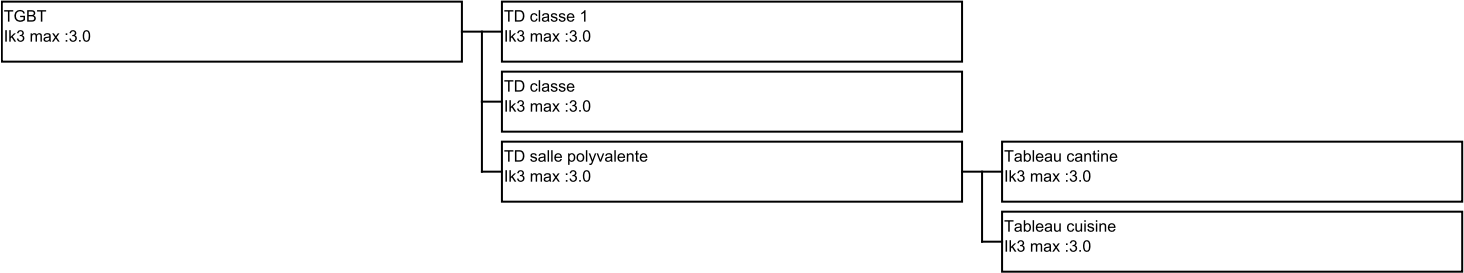 TGBT
Ik3 max :3.0
TD classe 1
Ik3 max :3.0
TD classe
Ik3 max :3.0
TD salle polyvalente
Ik3 max :3.0
Tableau cantine
Ik3 max :3.0
Tableau cuisine
Ik3 max :3.0